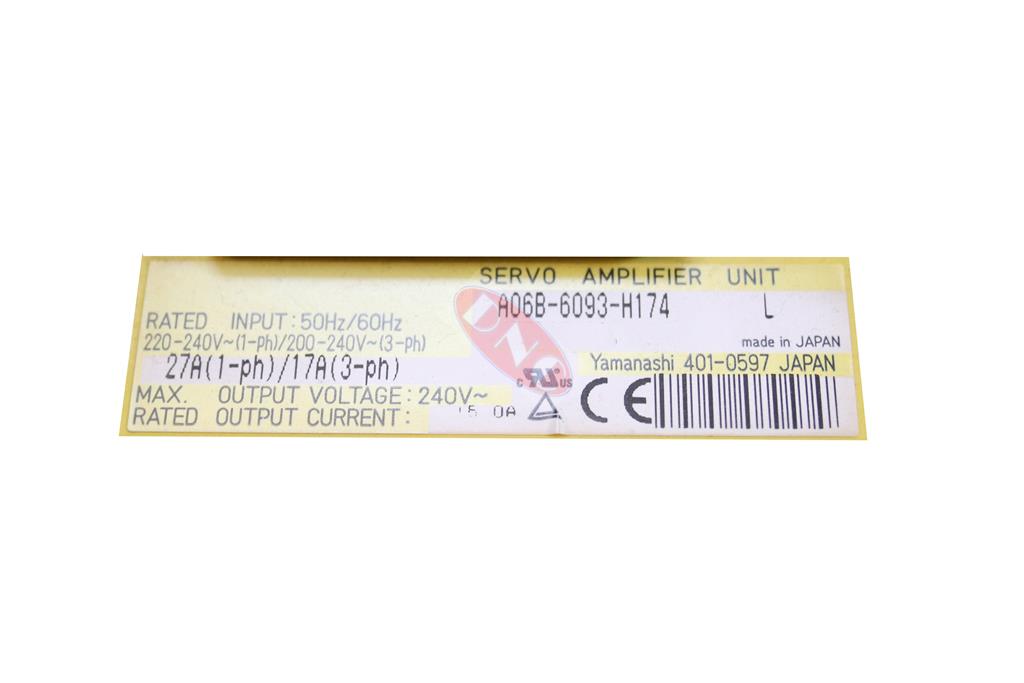 SERVO AMPLIFIER UNIT
A06B-6093-H174 L
RATED INPUT: 50Hz/60Hz
220-240V~(1-ph)/200-240V~(3-ph)
made in JAPAN
27A(1-ph)/17A(3-ph)
Yamanashi 401-0597 JAPAN
MAX. OUTPUT VOLTAGE: 240V~
RATED OUTPUT CURRENT:
DNC
c US
CE